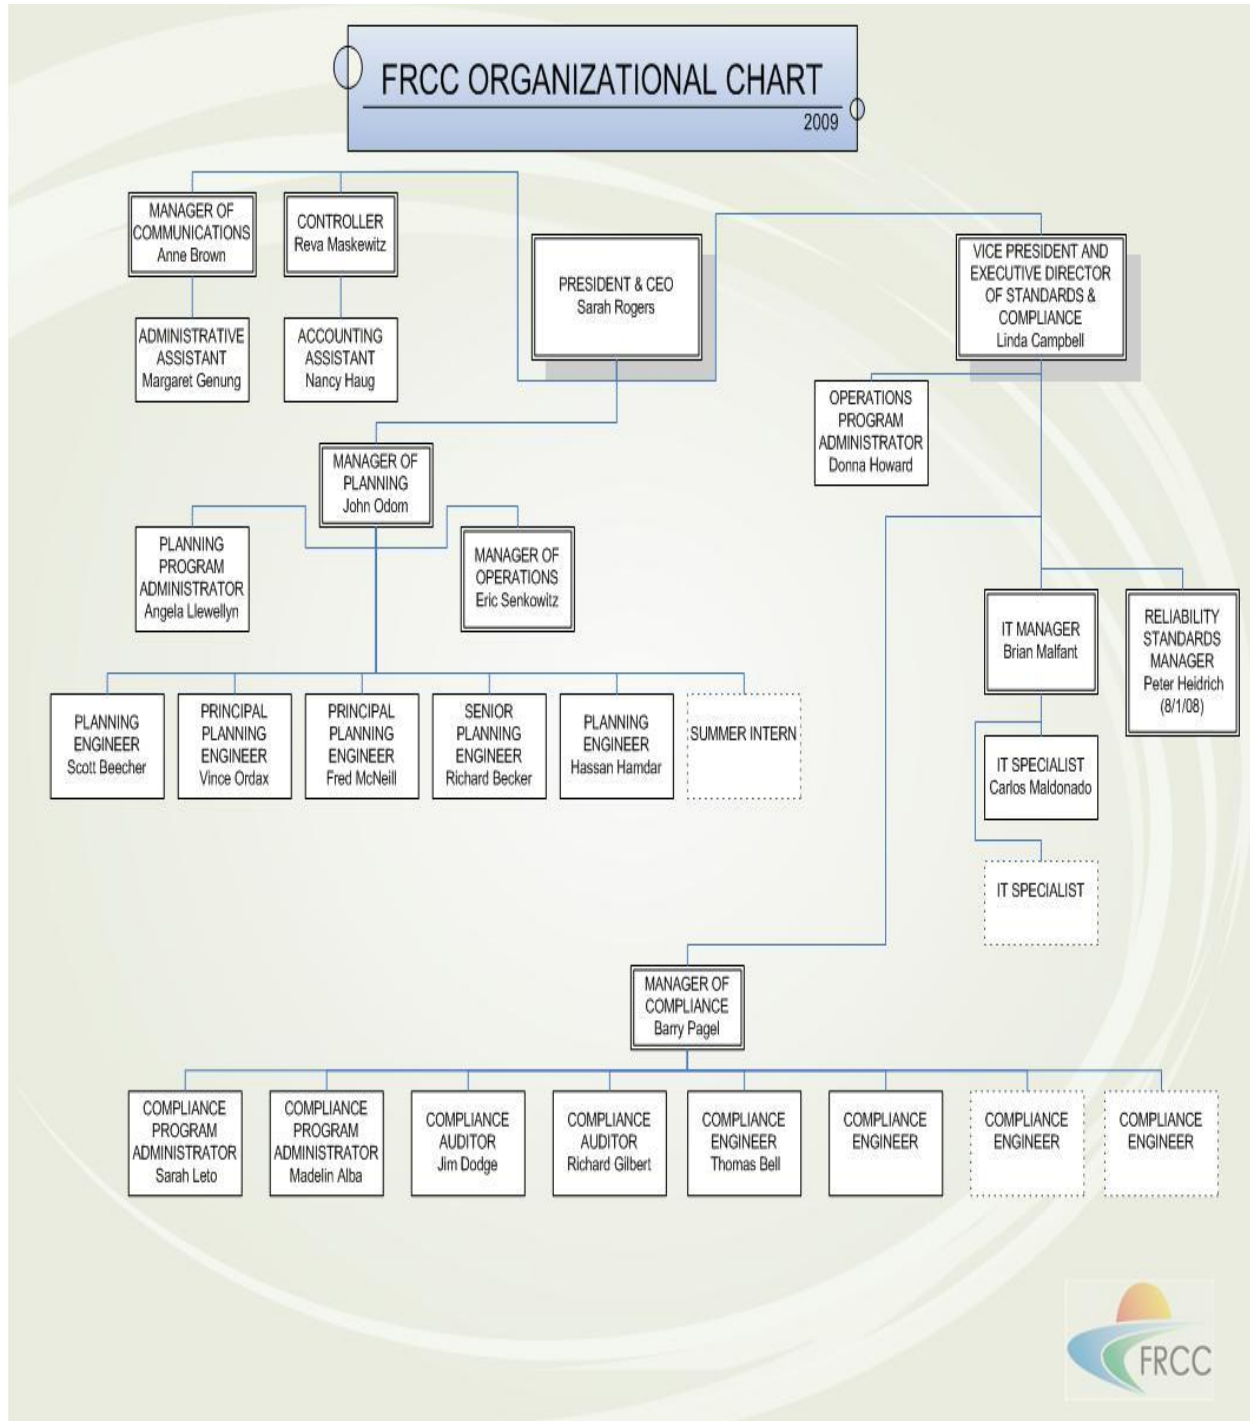 FRCC ORGANIZATIONAL CHART
2009
MANAGER OF
COMMUNICATIONS
Anne Brown
CONTROLLER
Reva Maskewitz
PRESIDENT & CEO
Sarah Rogers
VICE PRESIDENT AND
EXECUTIVE DIRECTOR
OF STANDARDS &
COMPLIANCE
Linda Campbell
ADMINISTRATIVE
ASSISTANT
Margaret Genung
ACCOUNTING
ASSISTANT
Nancy Haug
OPERATIONS
PROGRAM
ADMINISTRATOR
Donna Howard
MANAGER OF
PLANNING
John Odom
PLANNING
PROGRAM
ADMINISTRATOR
Angela Llewellyn
MANAGER OF
OPERATIONS
Eric Senkowitz
IT MANAGER
Brian Malfant
RELIABILITY
STANDARDS
MANAGER
Peter Heidrich
(8/1/08)
PLANNING
ENGINEER
Scott Beecher
PRINCIPAL
PLANNING
ENGINEER
Vince Ordax
PRINCIPAL
PLANNING
ENGINEER
Fred McNeill
SENIOR
PLANNING
ENGINEER
Richard Becker
PLANNING
ENGINEER
Hassan Hamdar
SUMMER INTERN
IT SPECIALIST
Carlos Maldonado
IT SPECIALIST
MANAGER OF
COMPLIANCE
Barry Pagel
COMPLIANCE
PROGRAM
ADMINISTRATOR
Sarah Leto
COMPLIANCE
PROGRAM
ADMINISTRATOR
Madelin Alba
COMPLIANCE
AUDITOR
Jim Dodge
COMPLIANCE
AUDITOR
Richard Gilbert
COMPLIANCE
ENGINEER
Thomas Bell
COMPLIANCE
ENGINEER
COMPLIANCE
ENGINEER
COMPLIANCE
ENGINEER
FRCC